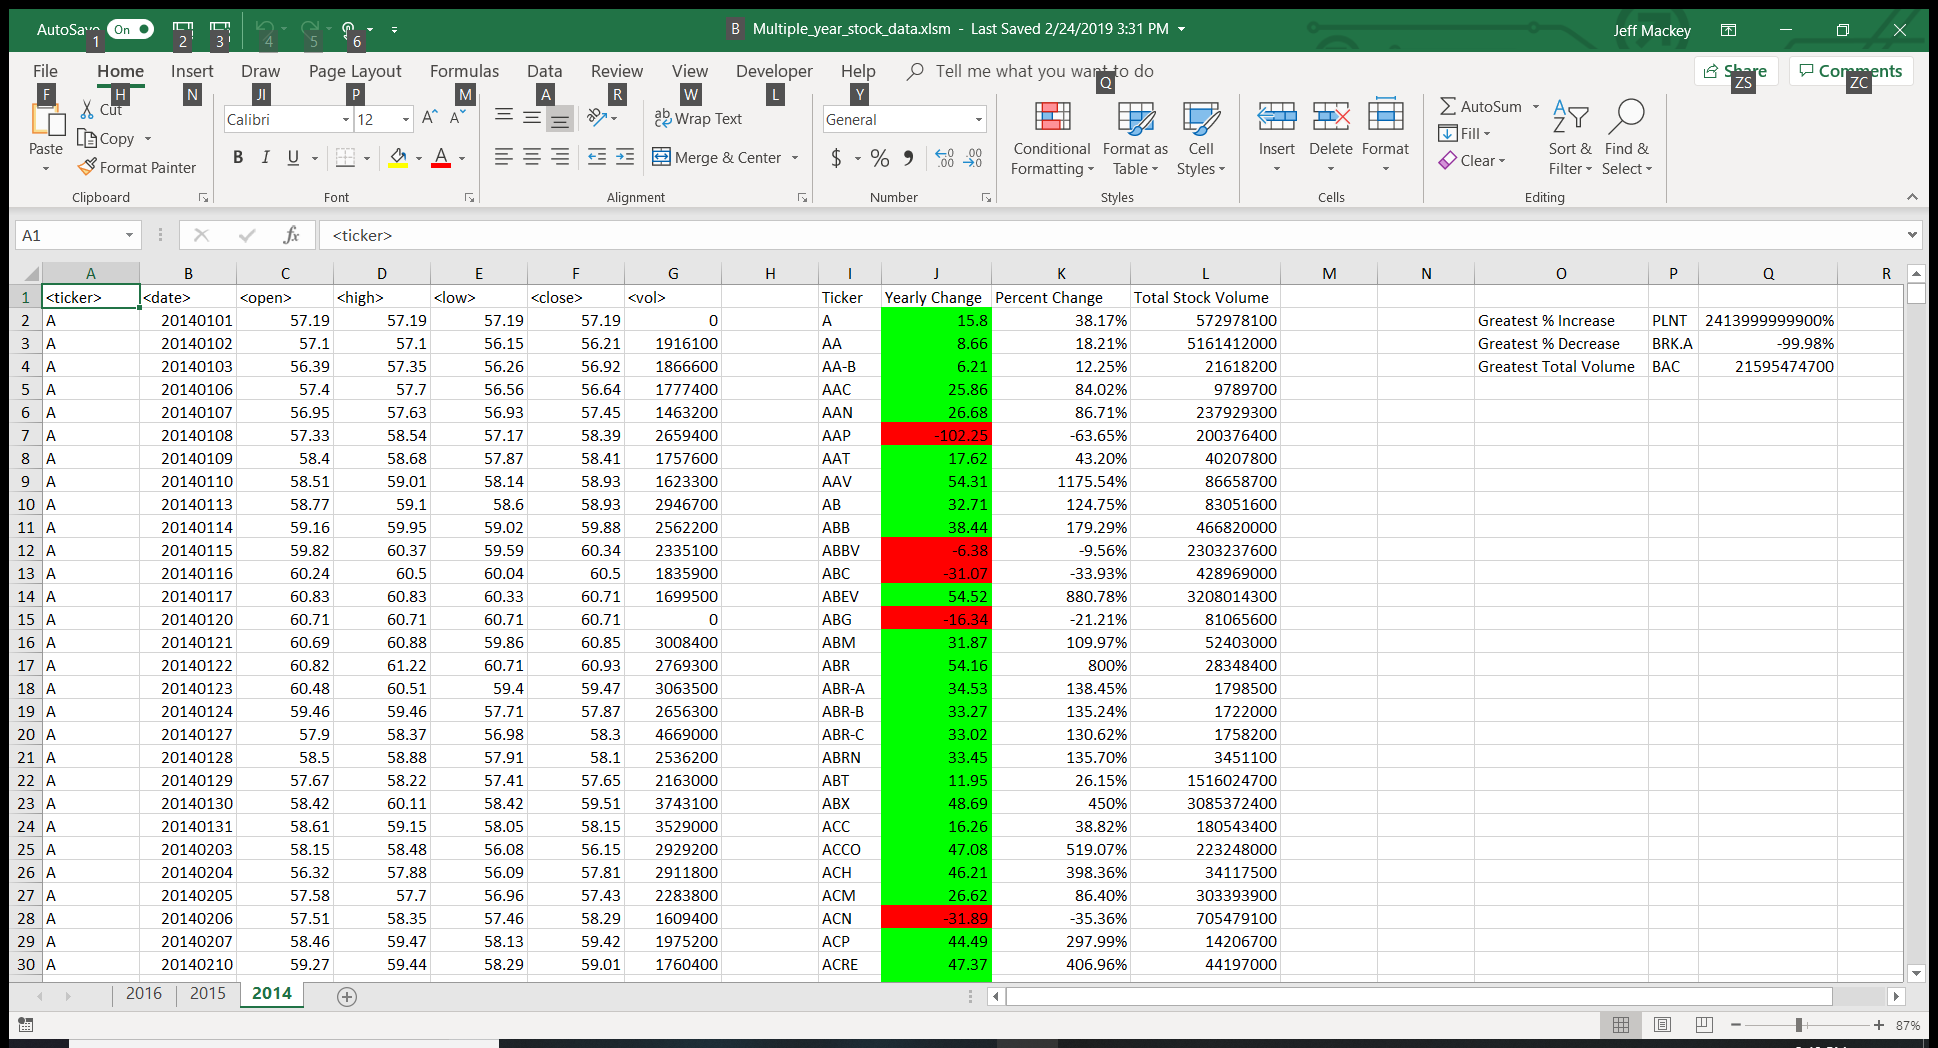 AutoSave On
Multiple_year_stock_data.xlsm - Last Saved 2/24/2019 3:31 PM
Jeff Mackey
1 2 3 4 5 6 B
File Home Insert Draw Page Layout Formulas Data Review View Developer Help Tell me what you want to do Share Comments
F H N JI P M A R W L Y Q ZS ZC
Paste
Cut
Copy
Format Painter
Clipboard
Calibri 12
B I U
Font
Wrap Text
Merge & Center
Alignment
General
$ % ,
Number
Conditional Formatting
Format as Table
Cell Styles
Styles
Insert Delete Format
Cells
AutoSum
Fill
Clear
Sort & Filter
Find & Select
Editing
A1 fx <ticker>
A B C D E F G H I J K L M N O P Q R
1 <ticker> <date> <open> <high> <low> <close> <vol> Ticker Yearly Change Percent Change Total Stock Volume
2 A 20140101 57.19 57.19 57.19 57.19 0 A 15.8 38.17% 572978100 Greatest % Increase PLNT 2413999999900%
3 A 20140102 57.1 57.1 56.15 56.21 1916100 AA 8.66 18.21% 5161412000 Greatest % Decrease BRK.A -99.98%
4 A 20140103 56.39 57.35 56.26 56.92 1866600 AA-B 6.21 12.25% 21618200 Greatest Total Volume BAC 21595474700
5 A 20140106 57.4 57.7 56.56 56.64 1777400 AAC 25.86 84.02% 9789700
6 A 20140107 56.95 57.63 56.93 57.45 1463200 AAN 26.68 86.71% 237929300
7 A 20140108 57.33 58.54 57.17 58.39 2659400 AAP -102.25 -63.65% 200376400
8 A 20140109 58.4 58.68 57.87 58.41 1757600 AAT 17.62 43.20% 40207800
9 A 20140110 58.51 59.01 58.14 58.93 1623300 AAV 54.31 1175.54% 86658700
10 A 20140113 58.77 59.1 58.6 58.93 2946700 AB 32.71 124.75% 83051600
11 A 20140114 59.16 59.95 59.02 59.88 2562200 ABB 38.44 179.29% 466820000
12 A 20140115 59.82 60.37 59.59 60.34 2335100 ABBV -6.38 -9.56% 2303237600
13 A 20140116 60.24 60.5 60.04 60.5 1835900 ABC -31.07 -33.93% 428969000
14 A 20140117 60.83 60.83 60.33 60.71 1699500 ABEV 54.52 880.78% 3208014300
15 A 20140120 60.71 60.71 60.71 60.71 0 ABG -16.34 -21.21% 81065600
16 A 20140121 60.69 60.88 59.86 60.85 3008400 ABM 31.87 109.97% 52403000
17 A 20140122 60.82 61.22 60.71 60.93 2769300 ABR 54.16 800% 28348400
18 A 20140123 60.48 60.51 59.4 59.47 3063500 ABR-A 34.53 138.45% 1798500
19 A 20140124 59.46 59.46 57.71 57.87 2656300 ABR-B 33.27 135.24% 1722000
20 A 20140127 57.9 58.37 56.98 58.3 4669000 ABR-C 33.02 130.62% 1758200
21 A 20140128 58.5 58.88 57.91 58.1 2536200 ABRN 33.45 135.70% 3451100
22 A 20140129 57.67 58.22 57.41 57.65 2163000 ABT 11.95 26.15% 1516024700
23 A 20140130 58.42 60.11 58.42 59.51 3743100 ABX 48.69 450% 3085372400
24 A 20140131 58.61 59.15 58.05 58.15 3529000 ACC 16.26 38.82% 180543400
25 A 20140203 58.15 58.48 56.08 56.15 2929200 ACCO 47.08 519.07% 223248000
26 A 20140204 56.32 57.88 56.09 57.81 2911800 ACH 46.21 398.36% 34117500
27 A 20140205 57.58 57.7 56.96 57.43 2283800 ACM 26.62 86.40% 303393900
28 A 20140206 57.51 58.35 57.46 58.29 1609400 ACN -31.89 -35.36% 705479100
29 A 20140207 58.46 59.47 58.13 59.42 1975200 ACP 44.49 297.99% 14206700
30 A 20140210 59.27 59.44 58.29 59.01 1760400 ACRE 47.37 406.96% 44197000
2016 2015 2014
87%